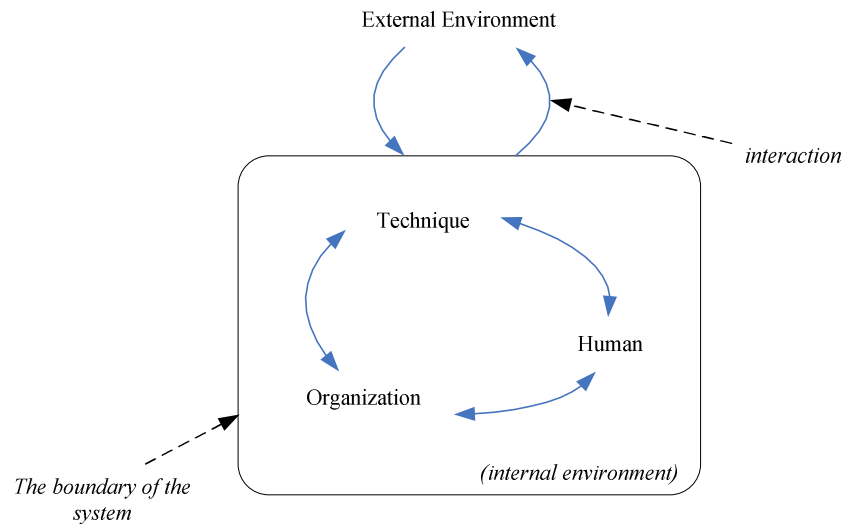 External Environment
interaction
Technique
Human
Organization
(internal environment)
The boundary of the
system